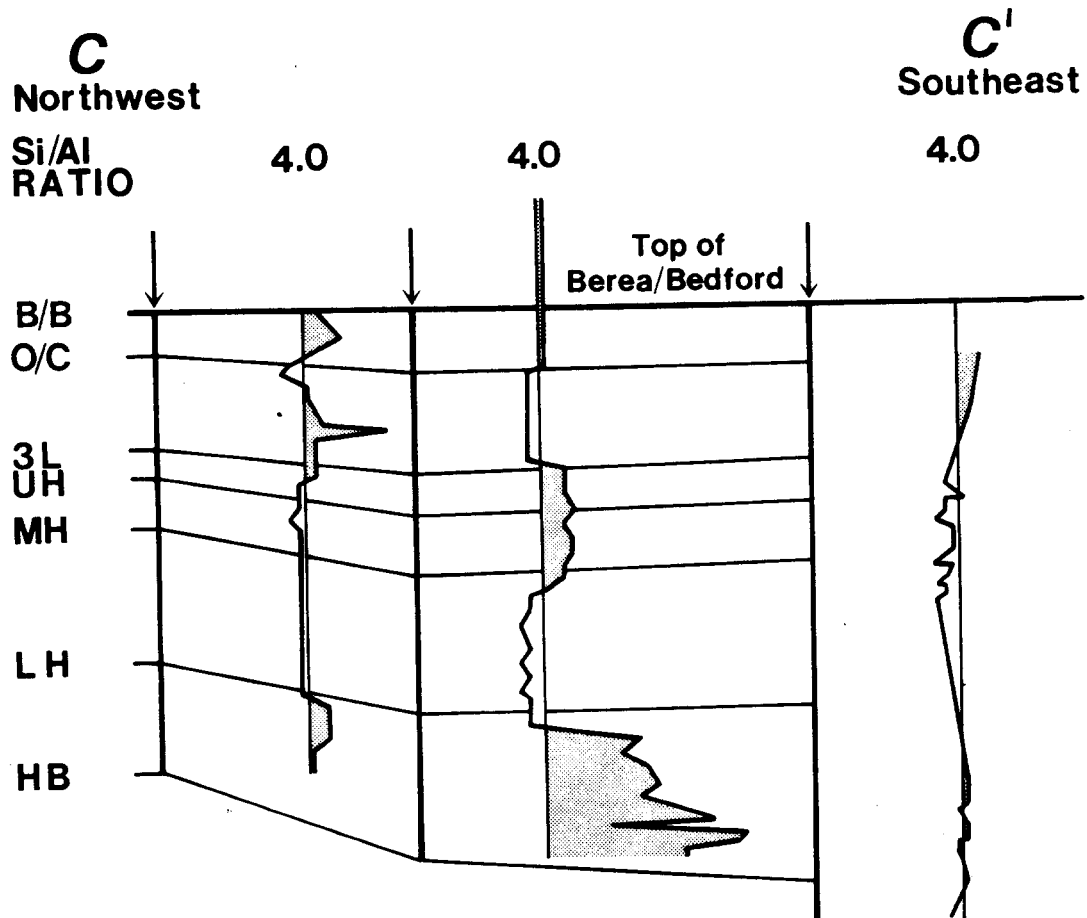 C
Northwest
C'
Southeast
Si/Al
RATIO
4.0
4.0
4.0
Top of
Berea/Bedford
B/B
O/C
3L
UH
MH
LH
HB